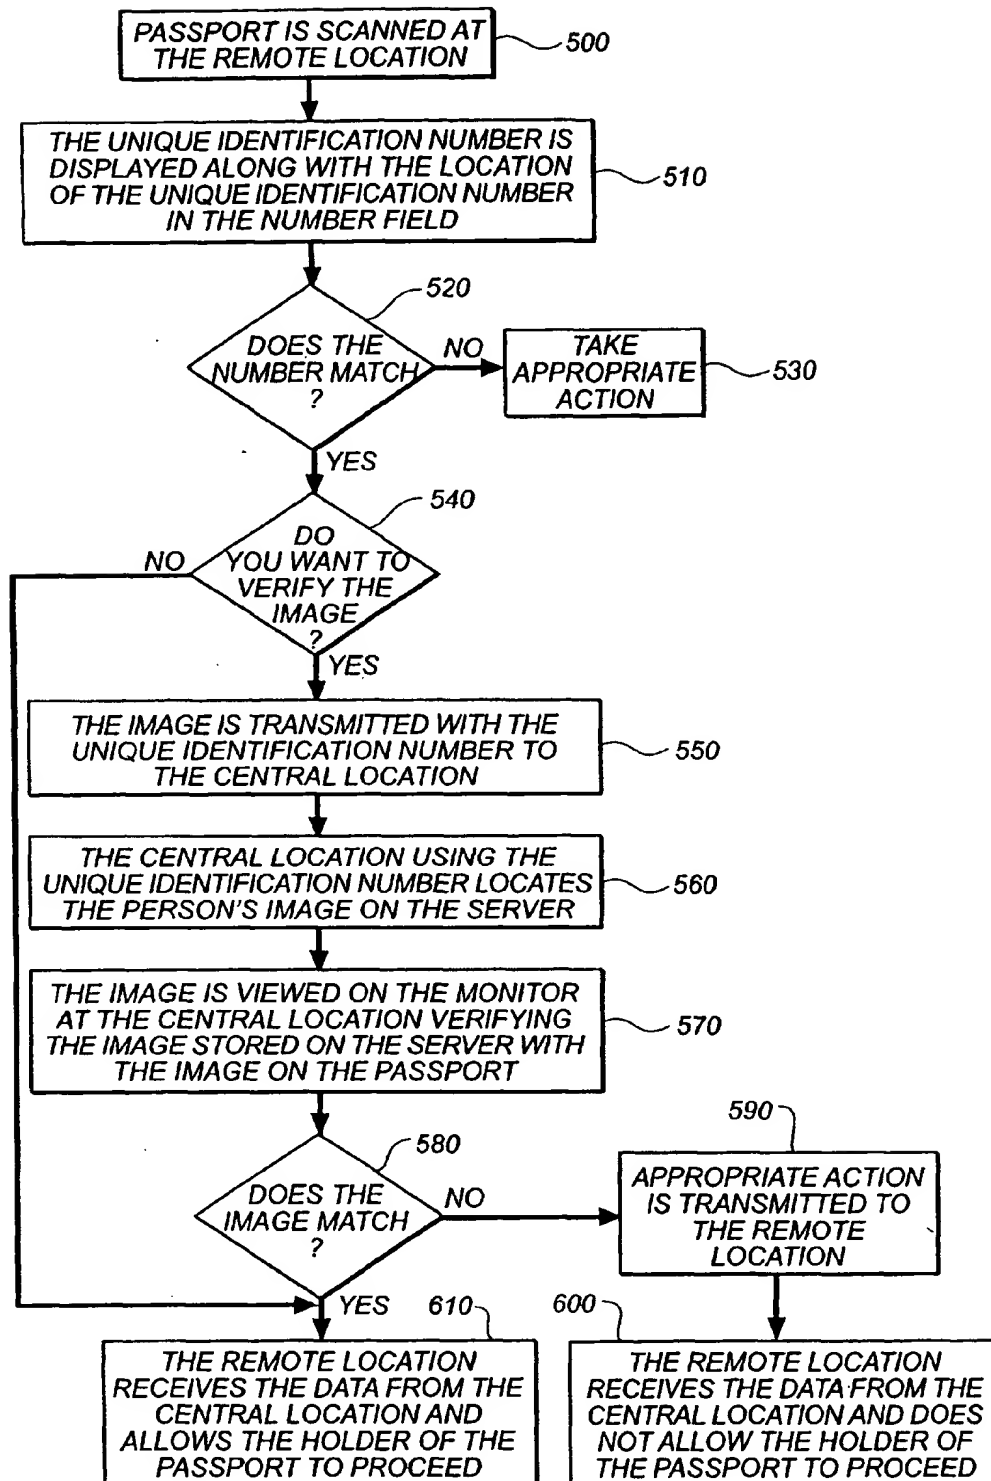 PASSPORT IS SCANNED AT
THE REMOTE LOCATION
500
THE UNIQUE IDENTIFICATION NUMBER IS
DISPLAYED ALONG WITH THE LOCATION
OF THE UNIQUE IDENTIFICATION NUMBER
IN THE NUMBER FIELD
510
520
DOES THE
NUMBER MATCH
?
NO
TAKE
APPROPRIATE
ACTION
530
YES
540
DO
YOU WANT TO
VERIFY THE
IMAGE
?
NO
YES
THE IMAGE IS TRANSMITTED WITH THE
UNIQUE IDENTIFICATION NUMBER TO
THE CENTRAL LOCATION
550
THE CENTRAL LOCATION USING THE
UNIQUE IDENTIFICATION NUMBER LOCATES
THE PERSON'S IMAGE ON THE SERVER
560
THE IMAGE IS VIEWED ON THE MONITOR
AT THE CENTRAL LOCATION VERIFYING
THE IMAGE STORED ON THE SERVER WITH
THE IMAGE ON THE PASSPORT
570
580
DOES THE
IMAGE MATCH
?
NO
590
APPROPRIATE ACTION
IS TRANSMITTED TO
THE REMOTE
LOCATION
YES
610
THE REMOTE LOCATION
RECEIVES THE DATA FROM THE
CENTRAL LOCATION AND
ALLOWS THE HOLDER OF THE
PASSPORT TO PROCEED
600
THE REMOTE LOCATION
RECEIVES THE DATA FROM THE
CENTRAL LOCATION AND DOES
NOT ALLOW THE HOLDER OF
THE PASSPORT TO PROCEED